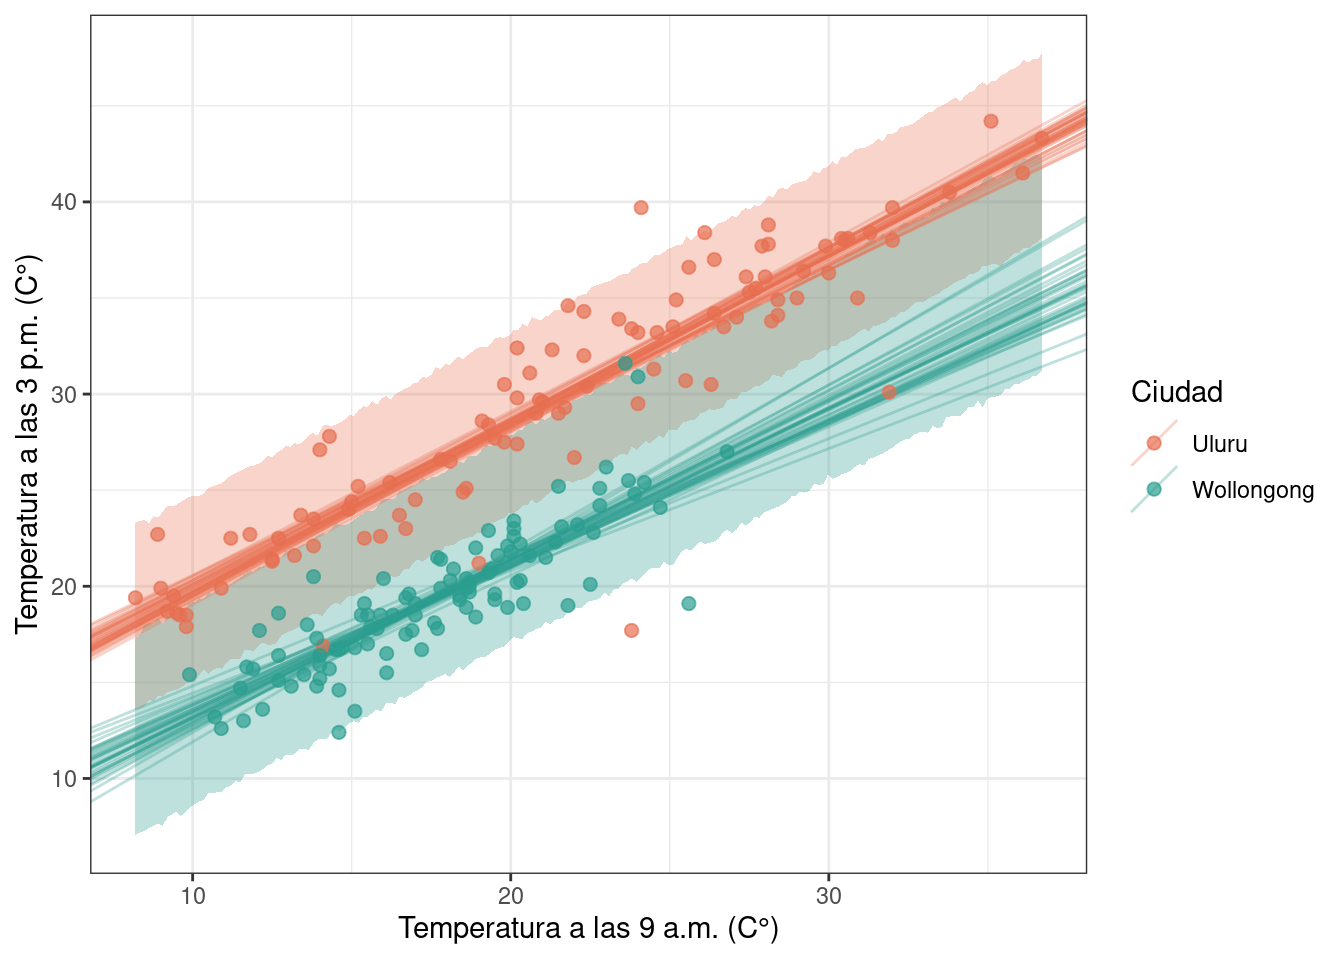 Temperatura a las 3 p.m. (C°)
40
30
20
10
10 20 30
Temperatura a las 9 a.m. (C°)
Ciudad
Uluru
Wollongong